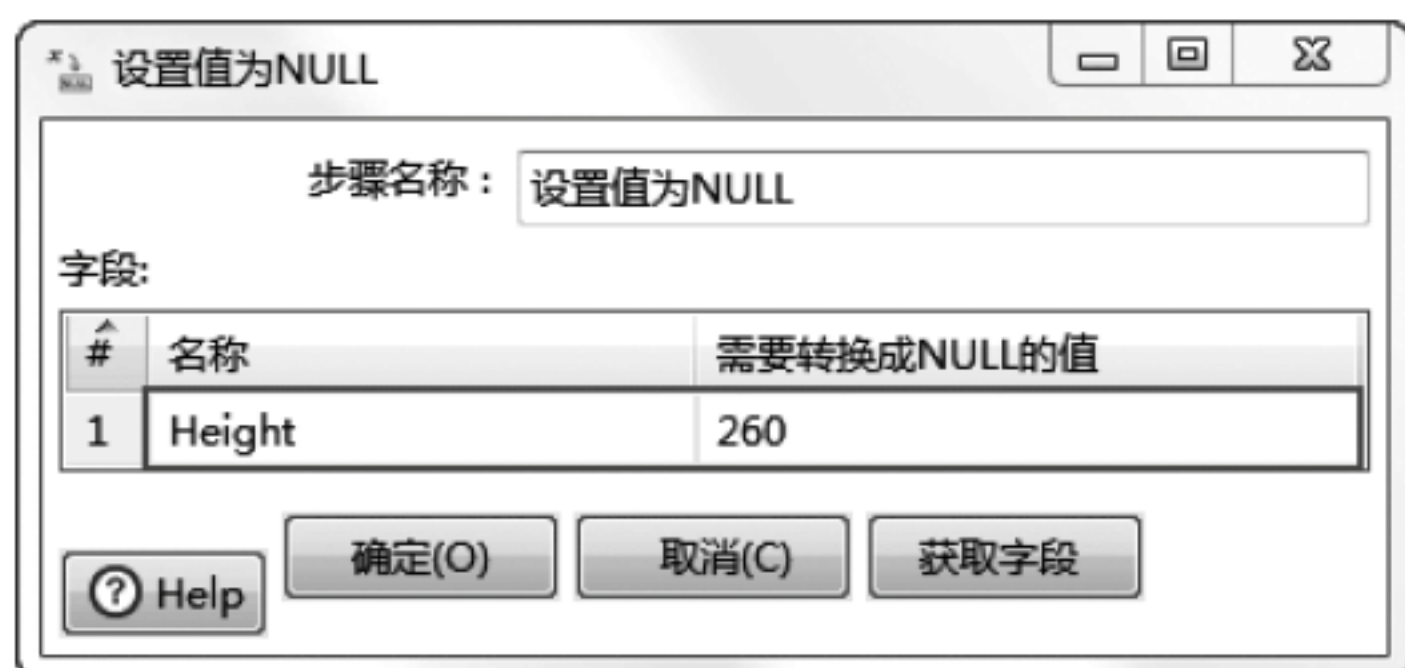 设置值为NULL
步骤名称： 设置值为NULL
字段:
# 名称 需要转换成NULL的值
1 Height 260
Help 确定(O) 取消(C) 获取字段